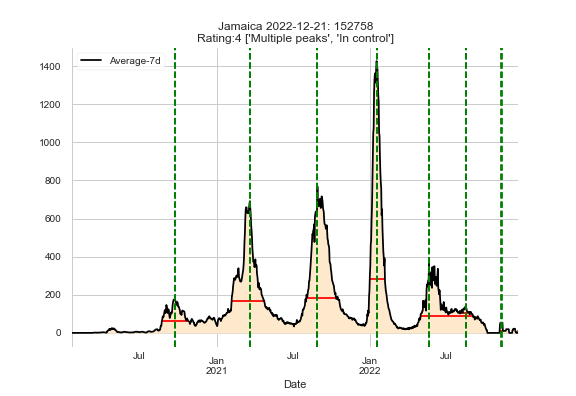 Jamaica 2022-12-21: 152758
Rating:4 ['Multiple peaks', 'In control']
Average-7d
1400
1200
1000
800
600
400
200
0
Jul
Jan
2021
Jul
Jan
2022
Jul
Date